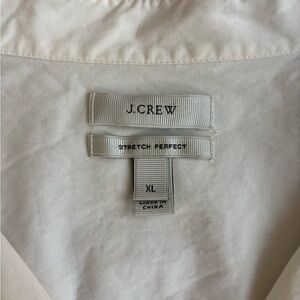 J.CREW
STRETCH PERFECT
XL
MADE IN
CHINA